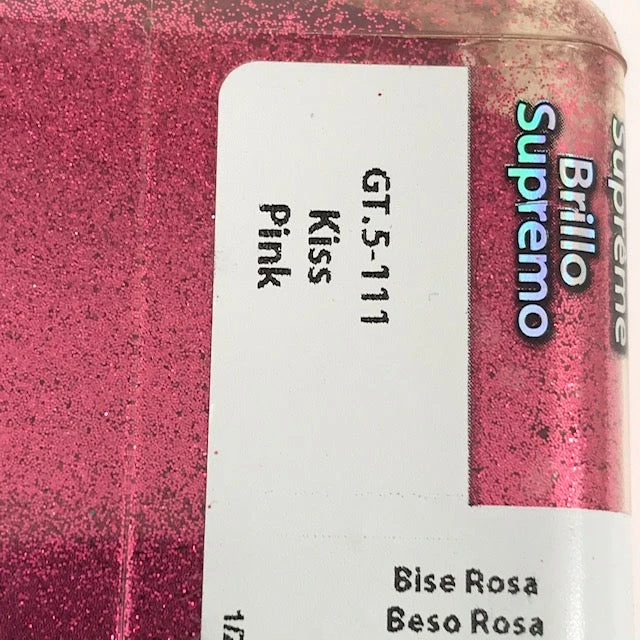 GT.5-111
Kiss
Pink
Supreme
Brillo
Supremo
Bise Rosa
Beso Rosa